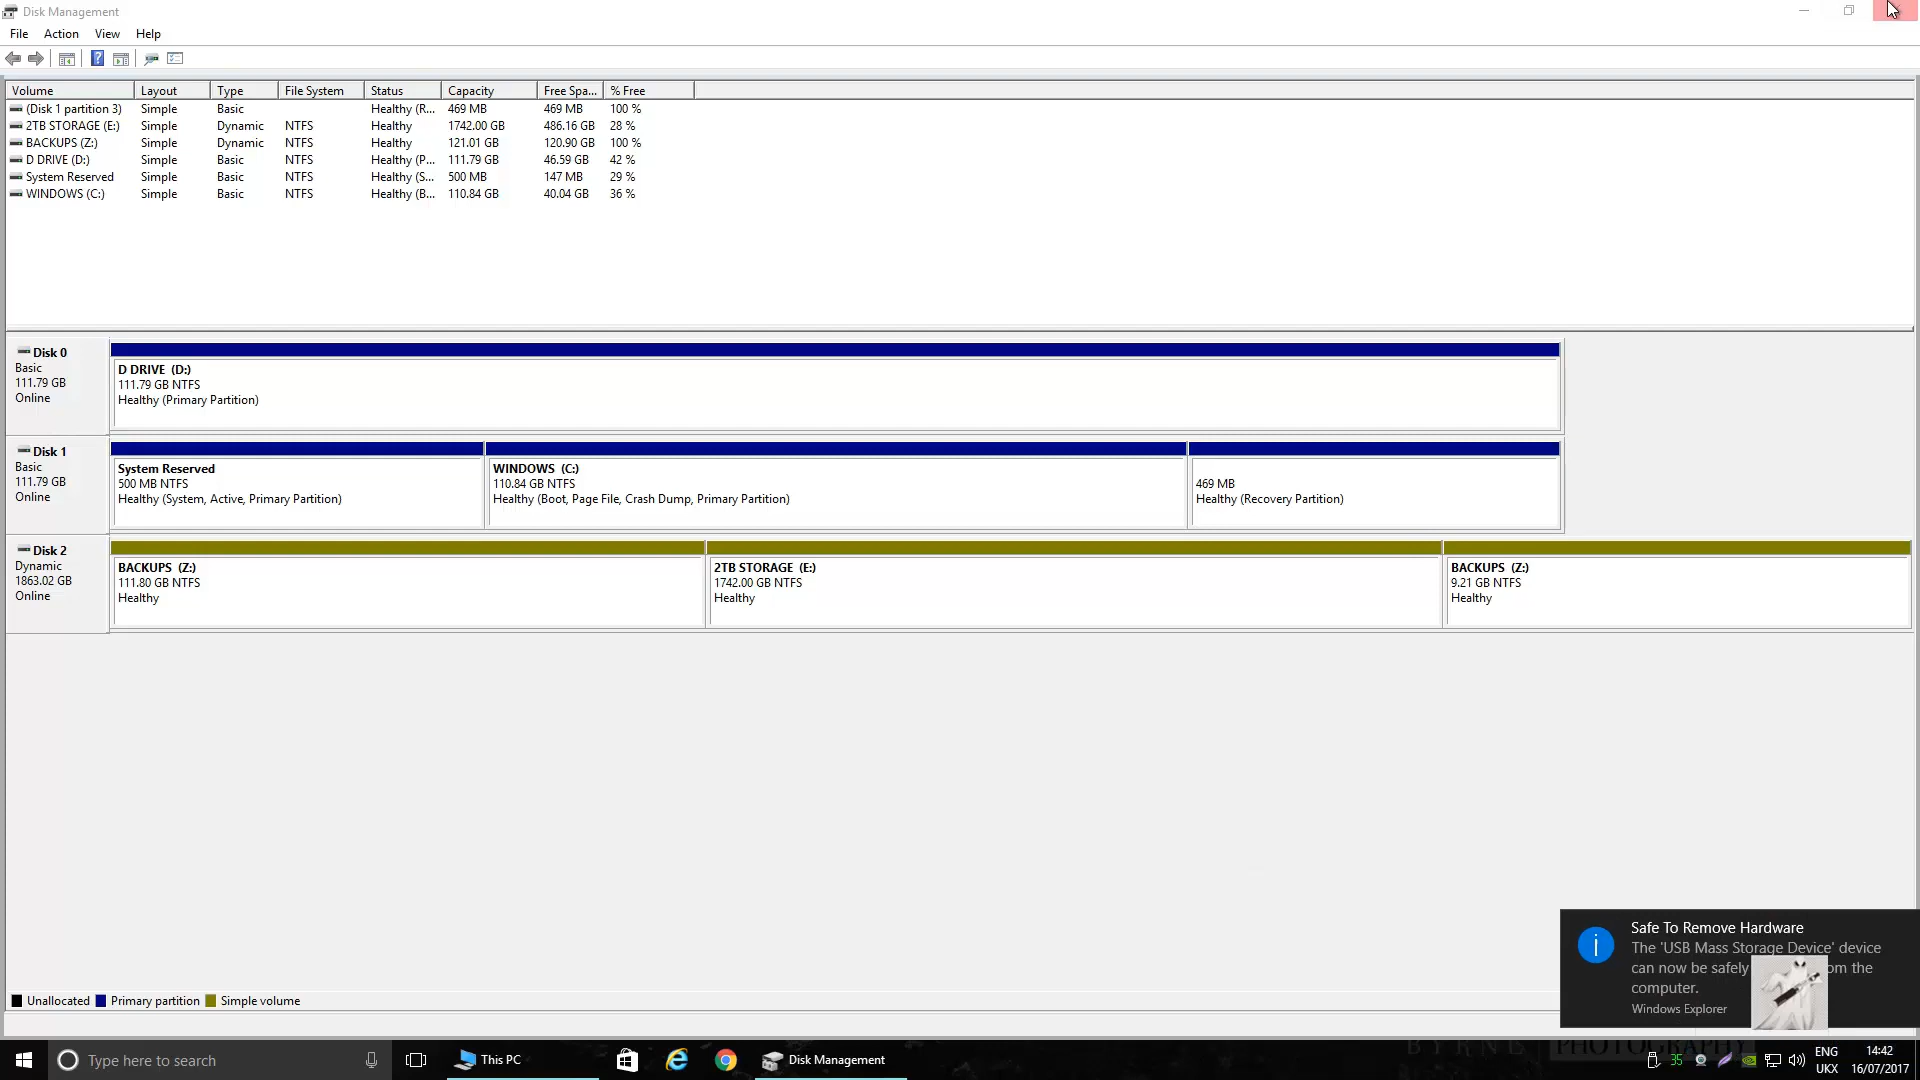 Disk Management
File Action View Help
Volume Layout Type File System Status Capacity Free Spa... % Free
(Disk 1 partition 3) Simple Basic Healthy (R... 469 MB 469 MB 100 %
2TB STORAGE (E:) Simple Dynamic NTFS Healthy 1742.00 GB 486.16 GB 28 %
BACKUPS (Z:) Simple Dynamic NTFS Healthy 121.01 GB 120.90 GB 100 %
D DRIVE (D:) Simple Basic NTFS Healthy (P... 111.79 GB 46.59 GB 42 %
System Reserved Simple Basic NTFS Healthy (S... 500 MB 147 MB 29 %
WINDOWS (C:) Simple Basic NTFS Healthy (B... 110.84 GB 40.04 GB 36 %
Disk 0
Basic
111.79 GB
Online
D DRIVE (D:)
111.79 GB NTFS
Healthy (Primary Partition)
Disk 1
Basic
111.79 GB
Online
System Reserved
500 MB NTFS
Healthy (System, Active, Primary Partition)
WINDOWS (C:)
110.84 GB NTFS
Healthy (Boot, Page File, Crash Dump, Primary Partition)
469 MB
Healthy (Recovery Partition)
Disk 2
Dynamic
1863.02 GB
Online
BACKUPS (Z:)
111.80 GB NTFS
Healthy
2TB STORAGE (E:)
1742.00 GB NTFS
Healthy
BACKUPS (Z:)
9.21 GB NTFS
Healthy
Safe To Remove Hardware
The 'USB Mass Storage Device' device
can now be safely om the
computer.
Windows Explorer
Unallocated Primary partition Simple volume
Type here to search
This PC
Disk Management
BYRNE PHOTOGRAPHY
35
ENG
UKX
14:42
16/07/2017